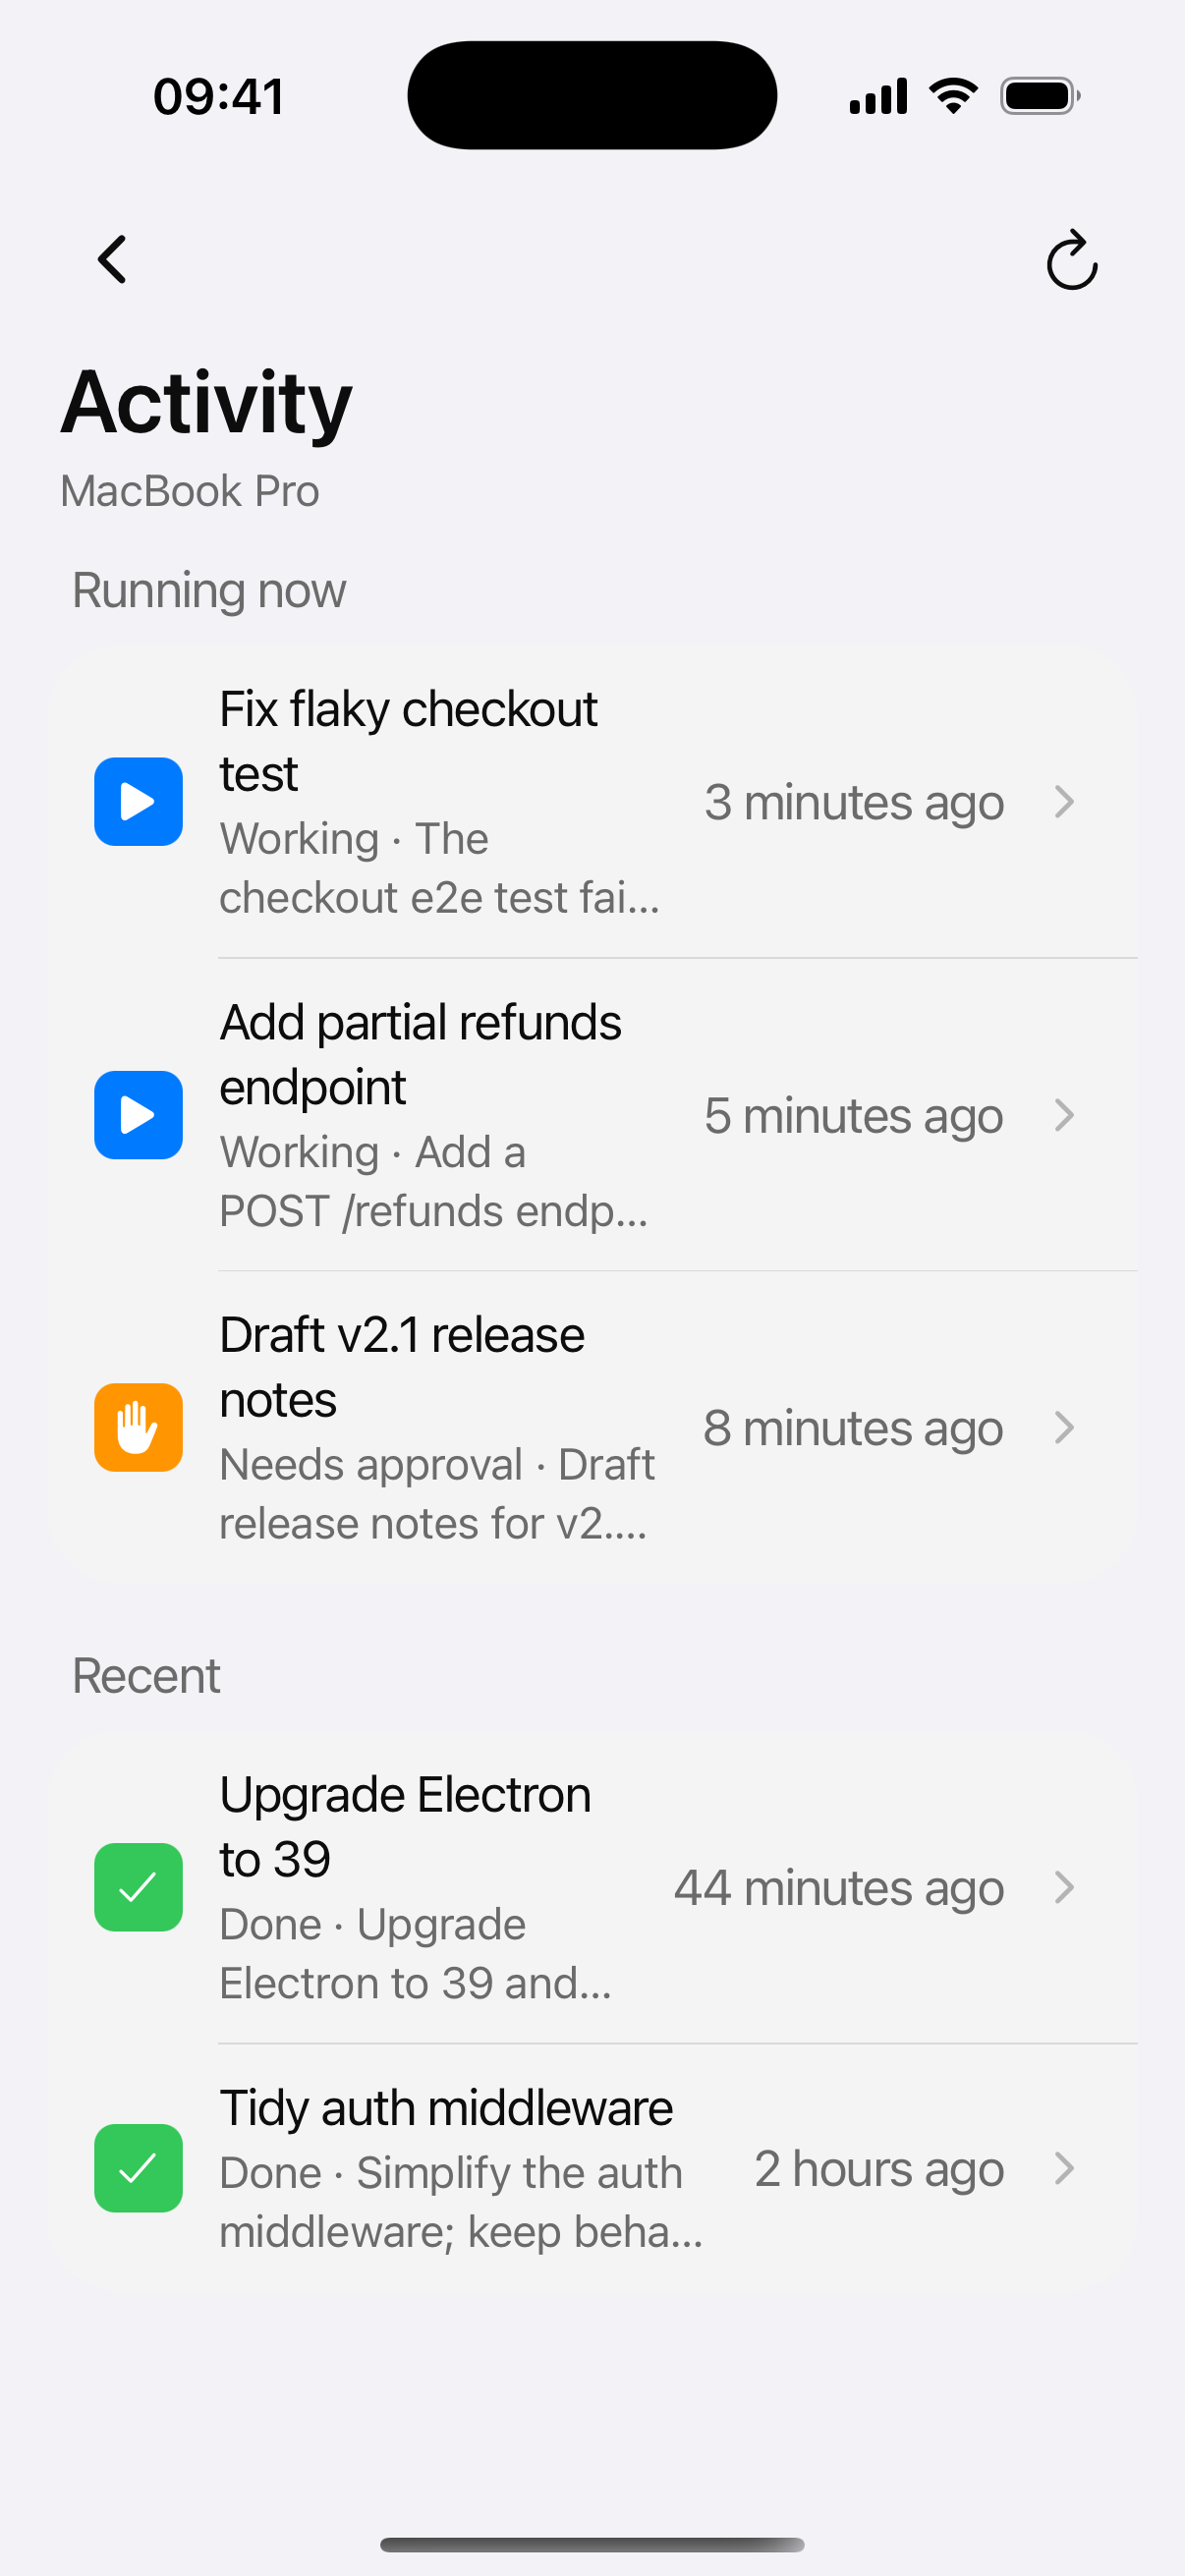 09:41
Activity
MacBook Pro
Running now
Fix flaky checkout
test
Working · The
checkout e2e test fai...
3 minutes ago
Add partial refunds
endpoint
Working · Add a
POST /refunds endp...
5 minutes ago
Draft v2.1 release
notes
Needs approval · Draft
release notes for v2....
8 minutes ago
Recent
Upgrade Electron
to 39
Done · Upgrade
Electron to 39 and...
44 minutes ago
Tidy auth middleware
Done · Simplify the auth
middleware; keep beha...
2 hours ago